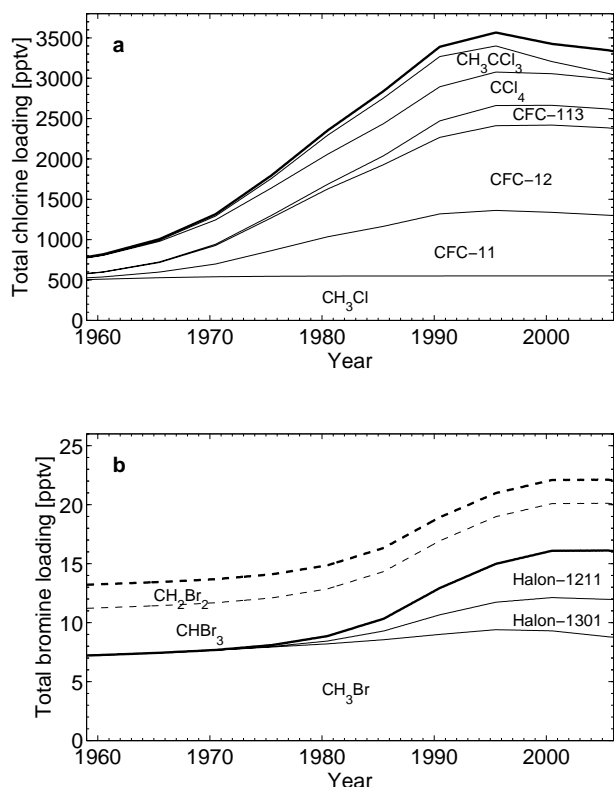 a
Total chlorine loading [pptv]
3500
3000
2500
2000
1500
1000
500
0
CH₃CCl₃
CCl₄
CFC−113
CFC−12
CFC−11
CH₃Cl
1960 1970 1980 1990 2000
Year
b
Total bromine loading [pptv]
25
20
15
10
5
0
CH₂Br₂
CHBr₃
Halon−1211
Halon−1301
CH₃Br
1960 1970 1980 1990 2000
Year